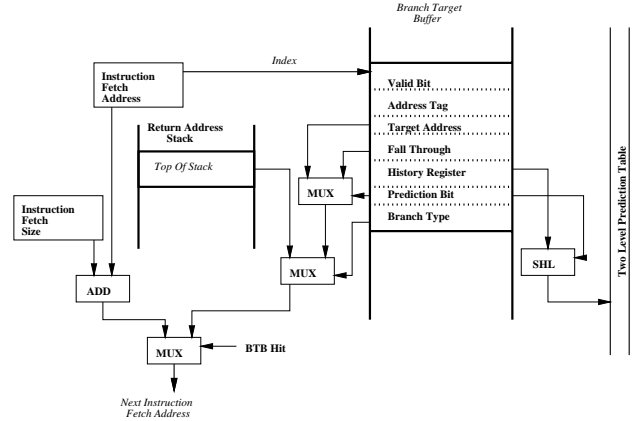 Branch Target
Buffer
Index
Instruction
Fetch
Address
Valid Bit
Address Tag
Return Address
Stack
Target Address
Fall Through
Top Of Stack
History Register
MUX
Prediction Bit
Instruction
Fetch
Size
Branch Type
Two Level Prediction Table
SHL
MUX
ADD
MUX
BTB Hit
Next Instruction
Fetch Address